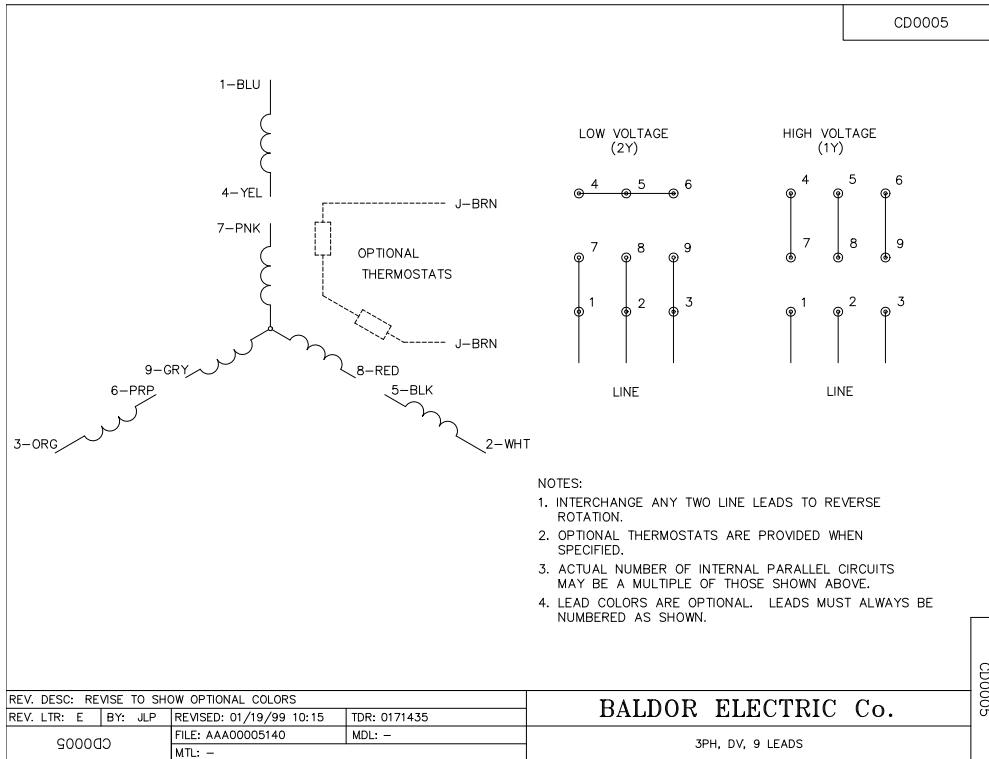 CD0005
1-BLU
4-YEL
7-PNK
J-BRN
OPTIONAL
THERMOSTATS
J-BRN
9-GRY
8-RED
6-PRP
5-BLK
3-ORG
2-WHT
LOW VOLTAGE
(2Y)
4 5 6
7 8 9
1 2 3
LINE
HIGH VOLTAGE
(1Y)
4 5 6
7 8 9
1 2 3
LINE
NOTES:
1. INTERCHANGE ANY TWO LINE LEADS TO REVERSE
ROTATION.
2. OPTIONAL THERMOSTATS ARE PROVIDED WHEN
SPECIFIED.
3. ACTUAL NUMBER OF INTERNAL PARALLEL CIRCUITS
MAY BE A MULTIPLE OF THOSE SHOWN ABOVE.
4. LEAD COLORS ARE OPTIONAL. LEADS MUST ALWAYS BE
NUMBERED AS SHOWN.
CD0005
REV. DESC: REVISE TO SHOW OPTIONAL COLORS
REV. LTR: E BY: JLP REVISED: 01/19/99 10:15 TDR: 0171435
CD0005
FILE: AAA00005140 MDL: -
MTL: -
BALDOR ELECTRIC Co.
3PH, DV, 9 LEADS